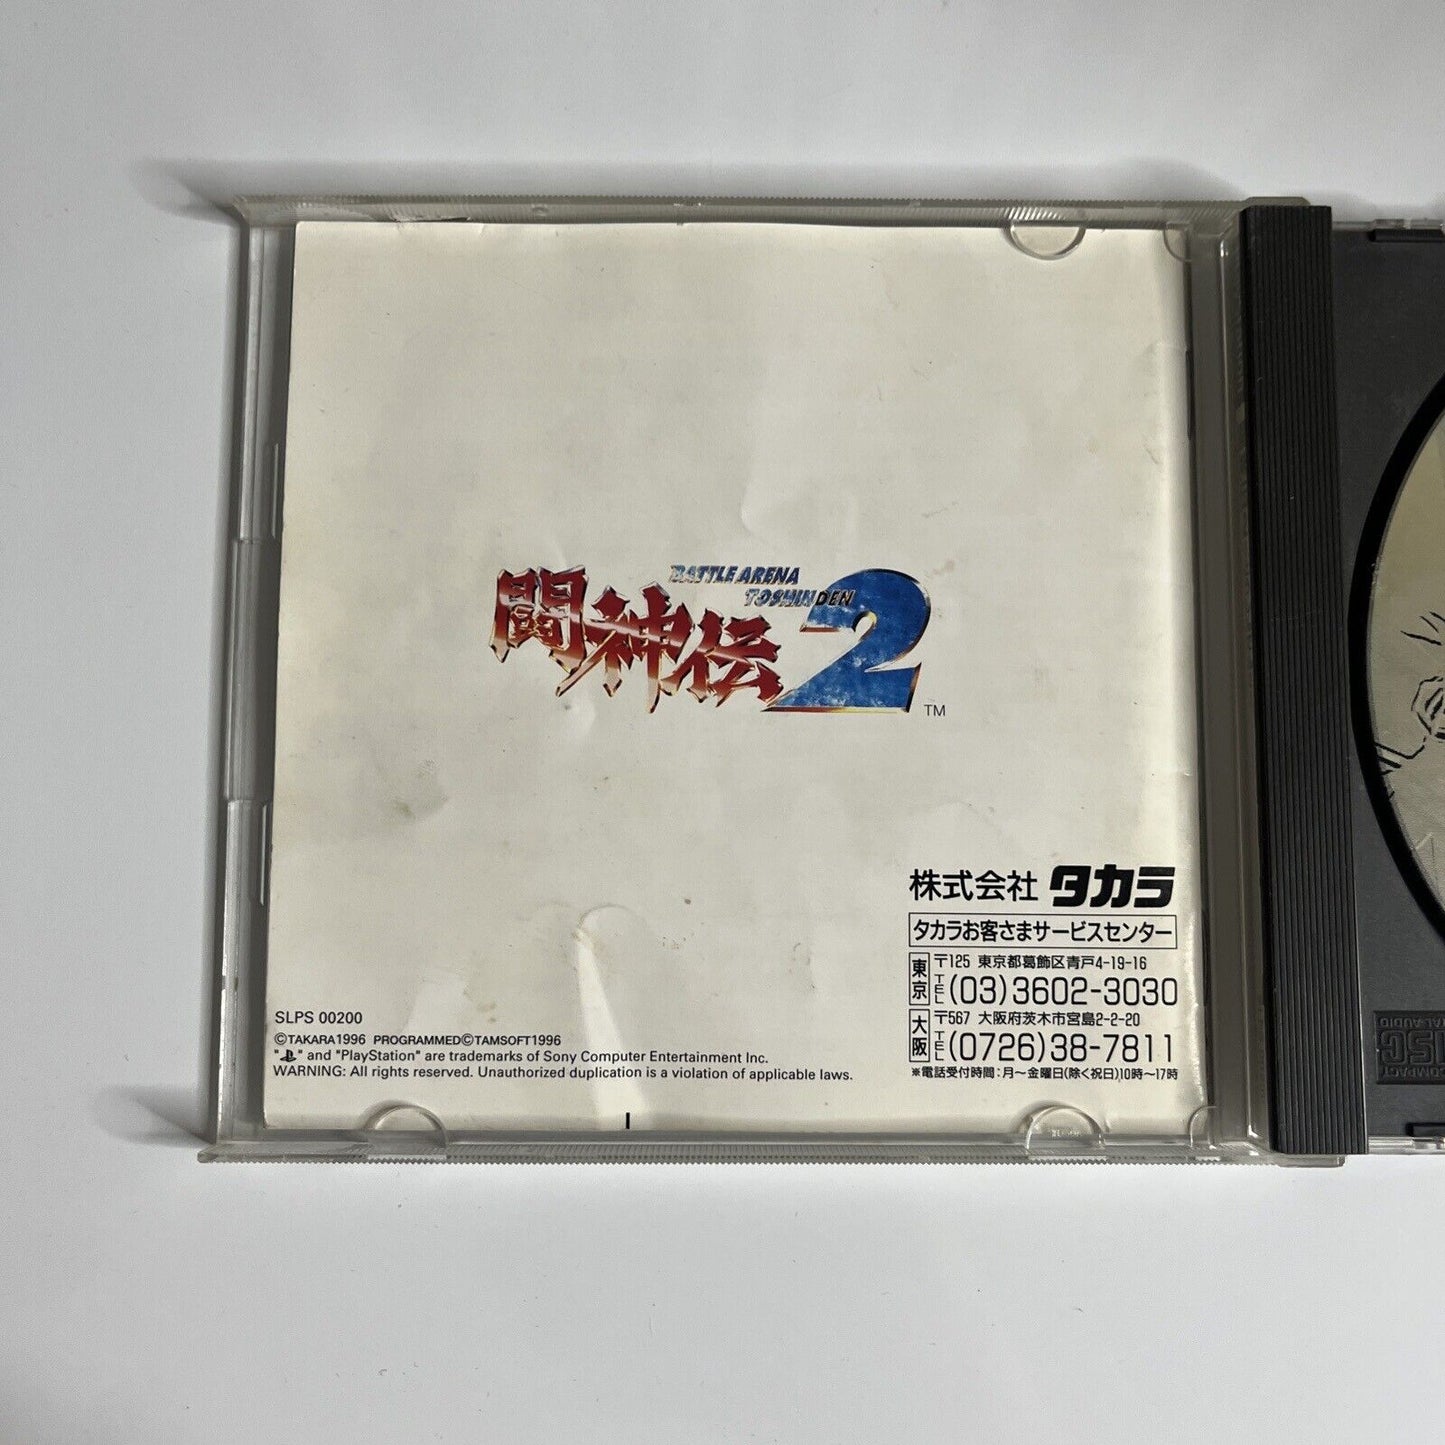 BATTLE ARENA
TOSHINDEN
闘神伝2
TM
株式会社 タカラ
タカラお客さまサービスセンター
東京 〒125 東京都葛飾区青戸4-19-16
TEL (03)3602-3030
大阪 〒567 大阪府茨木市宮島2-2-20
TEL (0726)38-7811
※電話受付時間:月〜金曜日(除く祝日),10時〜17時
SLPS 00200
©TAKARA1996 PROGRAMMED©TAMSOFT1996
" " and "PlayStation" are trademarks of Sony Computer Entertainment Inc.
WARNING: All rights reserved. Unauthorized duplication is a violation of applicable laws.
COMPACT
DISC
DIGITAL AUDIO